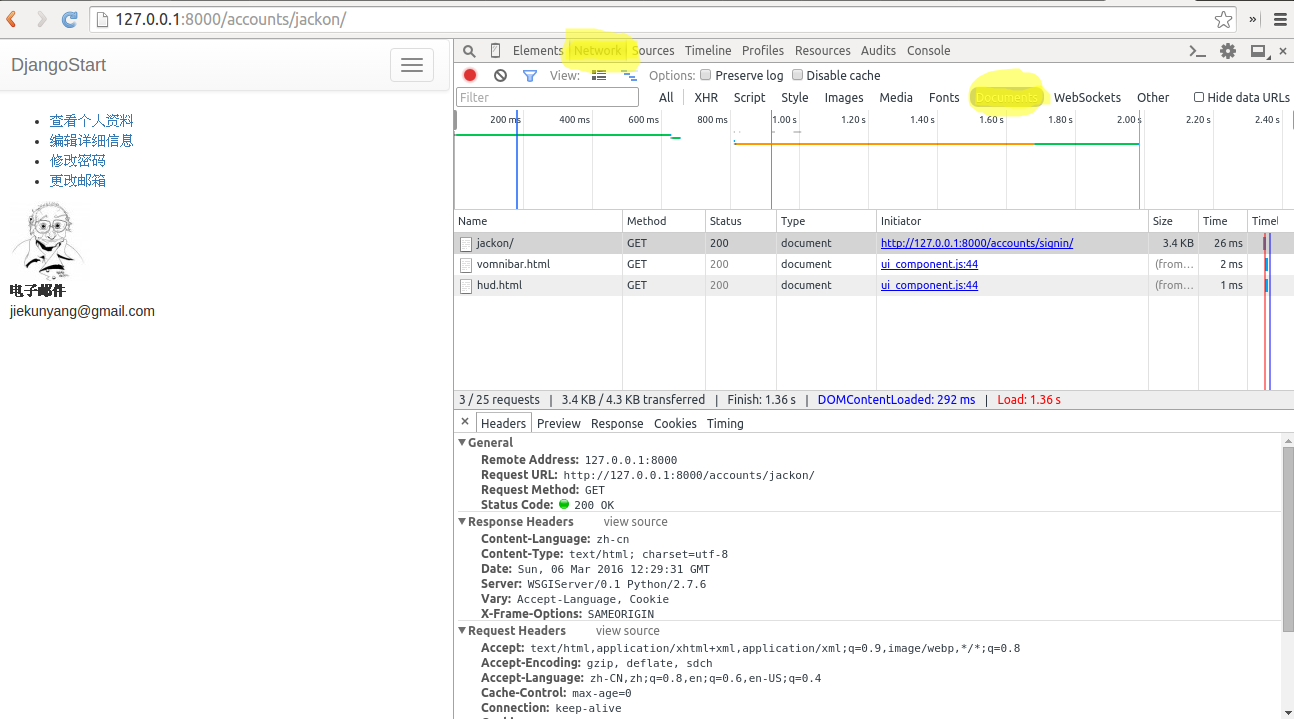 127.0.0.1:8000/accounts/jackon/
»
DjangoStart
查看个人资料
编辑详细信息
修改密码
更改邮箱
电子邮件
jiekunyang@gmail.com
Elements Network Sources Timeline Profiles Resources Audits Console
View: Options: Preserve log Disable cache
Filter All XHR Script Style Images Media Fonts Documents WebSockets Other Hide data URLs
200 ms 400 ms 600 ms 800 ms 1.00 s 1.20 s 1.40 s 1.60 s 1.80 s 2.00 s 2.20 s 2.40 s
Name Method Status Type Initiator Size Time Timel
jackon/ GET 200 document http://127.0.0.1:8000/accounts/signin/ 3.4 KB 26 ms
vomnibar.html GET 200 document ui_component.js:44 (from… 2 ms
hud.html GET 200 document ui_component.js:44 (from… 1 ms
3 / 25 requests | 3.4 KB / 4.3 KB transferred | Finish: 1.36 s | DOMContentLoaded: 292 ms | Load: 1.36 s
× Headers Preview Response Cookies Timing
General
Remote Address: 127.0.0.1:8000
Request URL: http://127.0.0.1:8000/accounts/jackon/
Request Method: GET
Status Code: 200 OK
Response Headers view source
Content-Language: zh-cn
Content-Type: text/html; charset=utf-8
Date: Sun, 06 Mar 2016 12:29:31 GMT
Server: WSGIServer/0.1 Python/2.7.6
Vary: Accept-Language, Cookie
X-Frame-Options: SAMEORIGIN
Request Headers view source
Accept: text/html,application/xhtml+xml,application/xml;q=0.9,image/webp,*/*;q=0.8
Accept-Encoding: gzip, deflate, sdch
Accept-Language: zh-CN,zh;q=0.8,en;q=0.6,en-US;q=0.4
Cache-Control: max-age=0
Connection: keep-alive